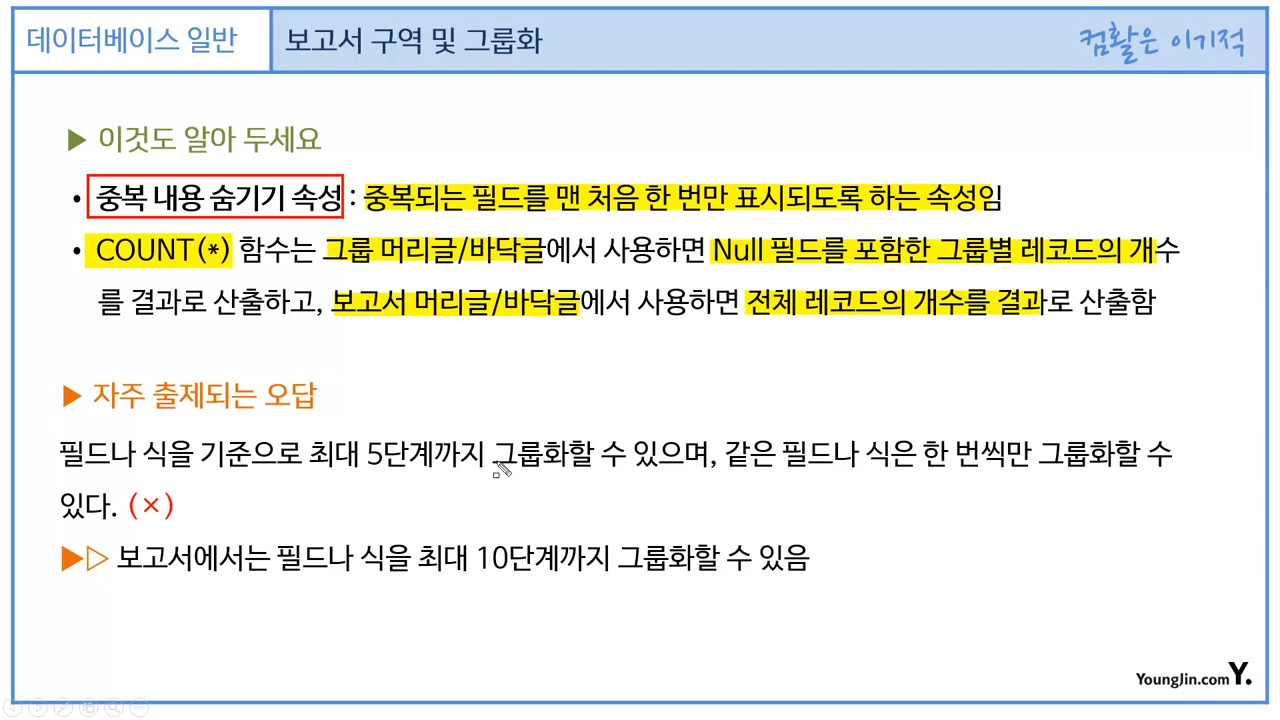 데이터베이스 일반
보고서 구역 및 그룹화
컴활은 이기적
▶ 이것도 알아 두세요
• 중복 내용 숨기기 속성 : 중복되는 필드를 맨 처음 한 번만 표시되도록 하는 속성임
• COUNT(*) 함수는 그룹 머리글/바닥글에서 사용하면 Null 필드를 포함한 그룹별 레코드의 개수
를 결과로 산출하고, 보고서 머리글/바닥글에서 사용하면 전체 레코드의 개수를 결과로 산출함
▶ 자주 출제되는 오답
필드나 식을 기준으로 최대 5단계까지 그룹화할 수 있으며, 같은 필드나 식은 한 번씩만 그룹화할 수
있다. (×)
▶▷ 보고서에서는 필드나 식을 최대 10단계까지 그룹화할 수 있음
YoungJin.com Y.